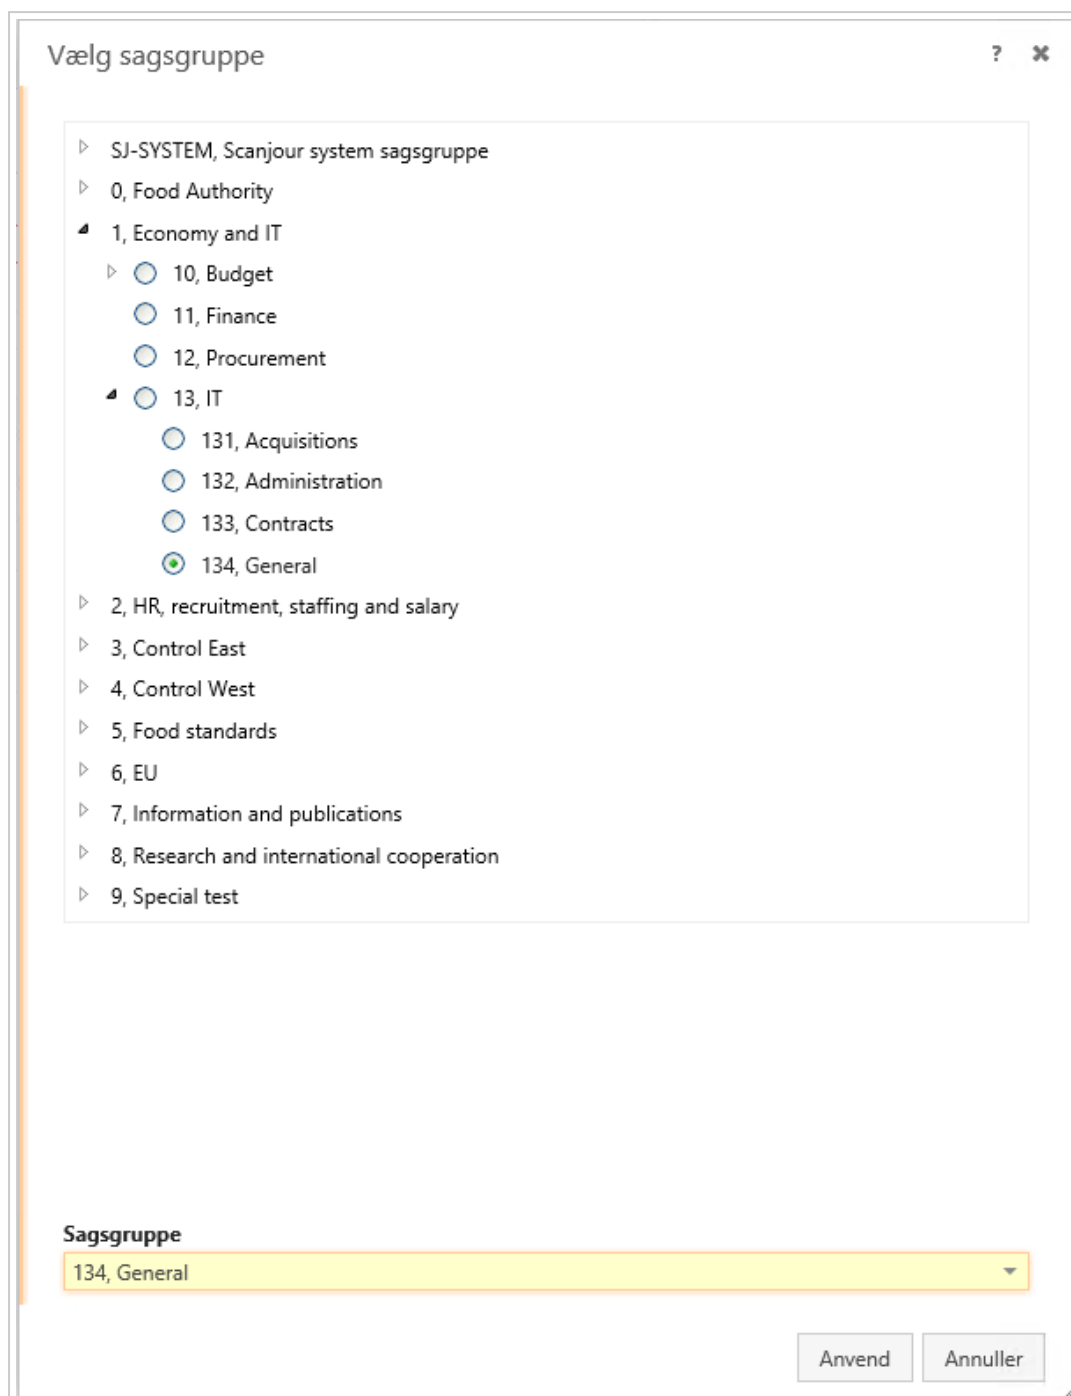 Vælg sagsgruppe ?
SJ-SYSTEM, Scanjour system sagsgruppe
0, Food Authority
1, Economy and IT
10, Budget
11, Finance
12, Procurement
13, IT
131, Acquisitions
132, Administration
133, Contracts
134, General
2, HR, recruitment, staffing and salary
3, Control East
4, Control West
5, Food standards
6, EU
7, Information and publications
8, Research and international cooperation
9, Special test
Sagsgruppe
134, General
Anvend Annuller